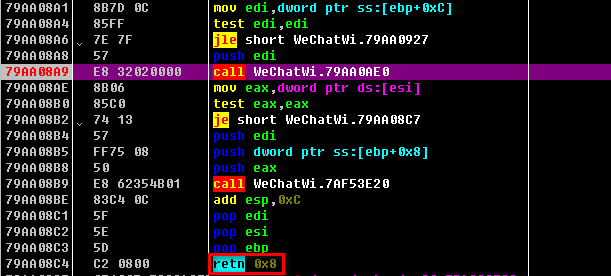 79AA08A1 8B7D 0C mov edi,dword ptr ss:[ebp+0xC]
79AA08A4 85FF test edi,edi
79AA08A6 7E 7F jle short WeChatWi.79AA0927
79AA08A8 57 push edi
79AA08A9 E8 32020000 call WeChatWi.79AA0AE0
79AA08AE 8B06 mov eax,dword ptr ds:[esi]
79AA08B0 85C0 test eax,eax
79AA08B2 74 13 je short WeChatWi.79AA08C7
79AA08B4 57 push edi
79AA08B5 FF75 08 push dword ptr ss:[ebp+0x8]
79AA08B8 50 push eax
79AA08B9 E8 62354B01 call WeChatWi.7AF53E20
79AA08BE 83C4 0C add esp,0xC
79AA08C1 5F pop edi
79AA08C2 5E pop esi
79AA08C3 5D pop ebp
79AA08C4 C2 0800 retn 0x8